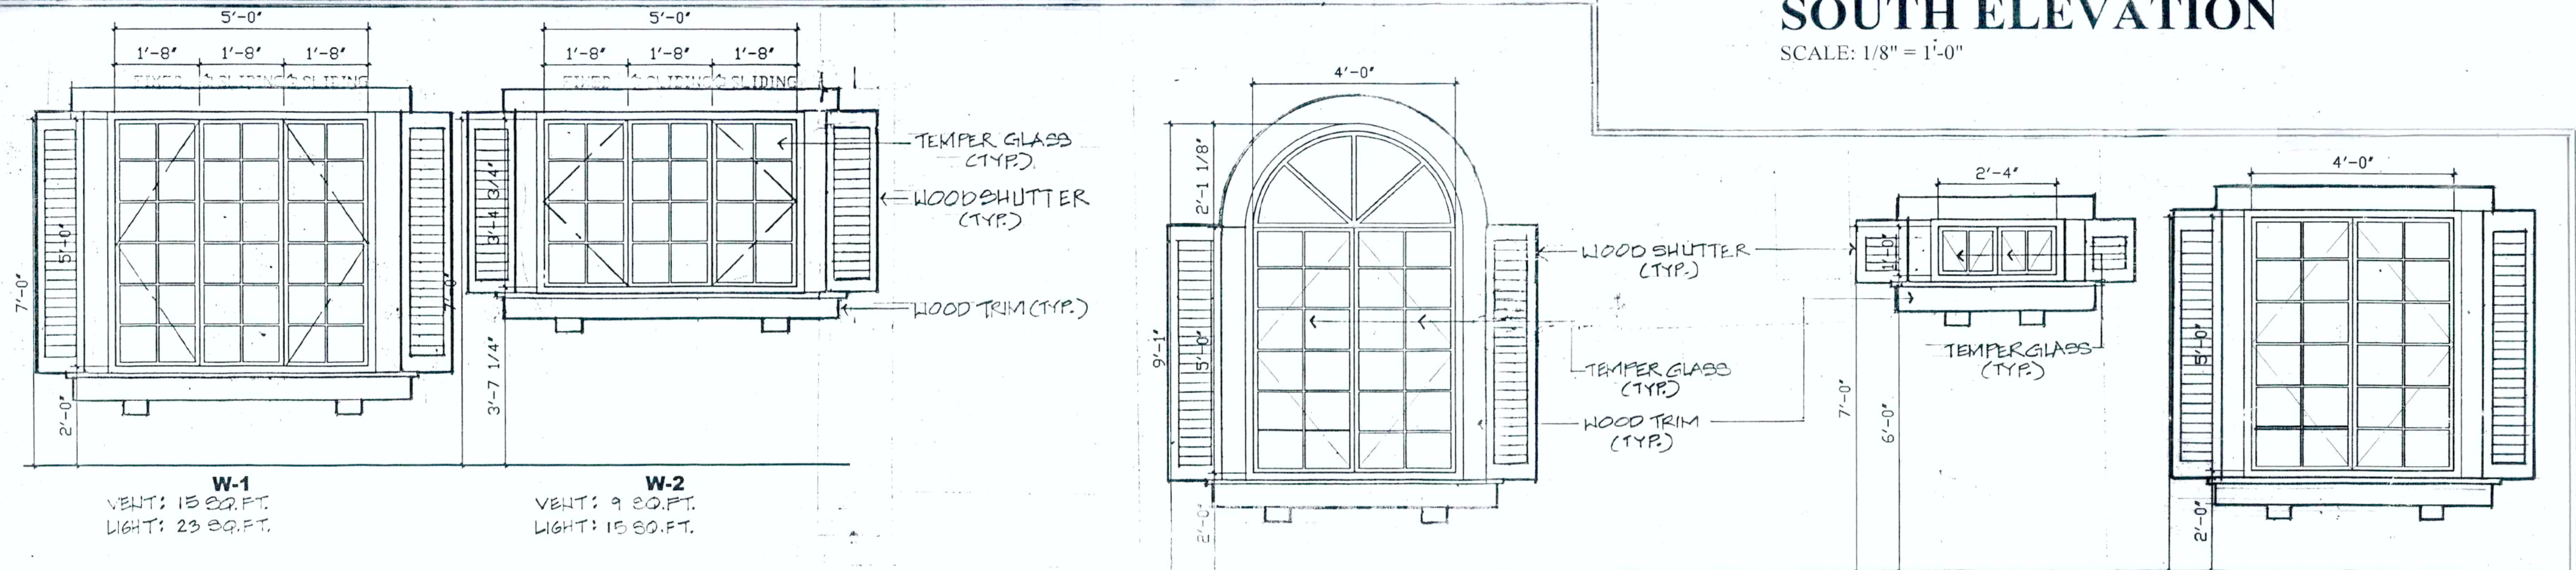 SOUTH ELEVATION
SCALE: 1/8" = 1'-0"
5'-0"
1'-8" 1'-8" 1'-8"
FIXED SLIDING SLIDING
7'-0"
5'-0"
2'-0"
W-1
VENT: 15 SQ.FT.
LIGHT: 23 SQ.FT.
5'-0"
1'-8" 1'-8" 1'-8"
FIXED SLIDING SLIDING
7'-0"
3'-4 3/4"
3'-7 1/4"
TEMPER GLASS
(TYP.)
WOOD SHUTTER
(TYP.)
WOOD TRIM (TYP.)
W-2
VENT: 9 SQ.FT.
LIGHT: 15 SQ.FT.
4'-0"
2'-1 1/8"
9'-1"
5'-0"
2'-0"
WOOD SHUTTER
(TYP.)
TEMPER GLASS
(TYP.)
WOOD TRIM
(TYP.)
2'-4"
1'-0"
TEMPER GLASS
(TYP.)
7'-0"
6'-0"
4'-0"
5'-0"
2'-0"